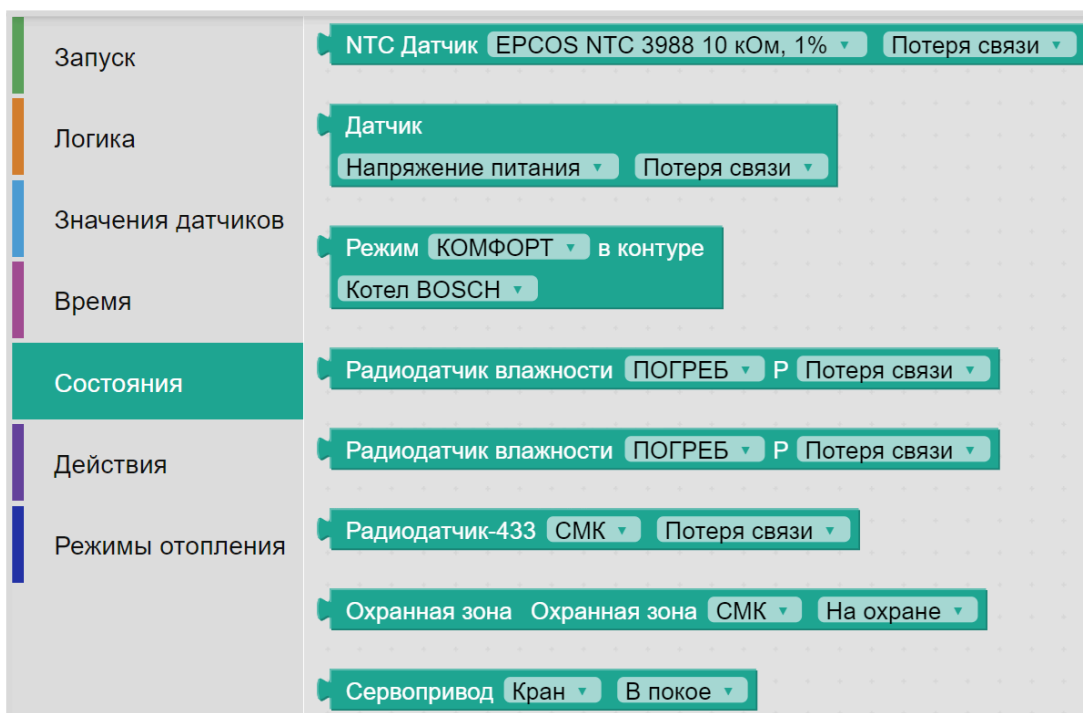 Запуск
Логика
Значения датчиков
Время
Состояния
Действия
Режимы отопления
NTC Датчик EPCOS NTC 3988 10 кОм, 1% Потеря связи
Датчик
Напряжение питания Потеря связи
Режим КОМФОРТ в контуре
Котел BOSCH
Радиодатчик влажности ПОГРЕБ Р Потеря связи
Радиодатчик влажности ПОГРЕБ Р Потеря связи
Радиодатчик-433 СМК Потеря связи
Охранная зона Охранная зона СМК На охране
Сервопривод Кран В покое